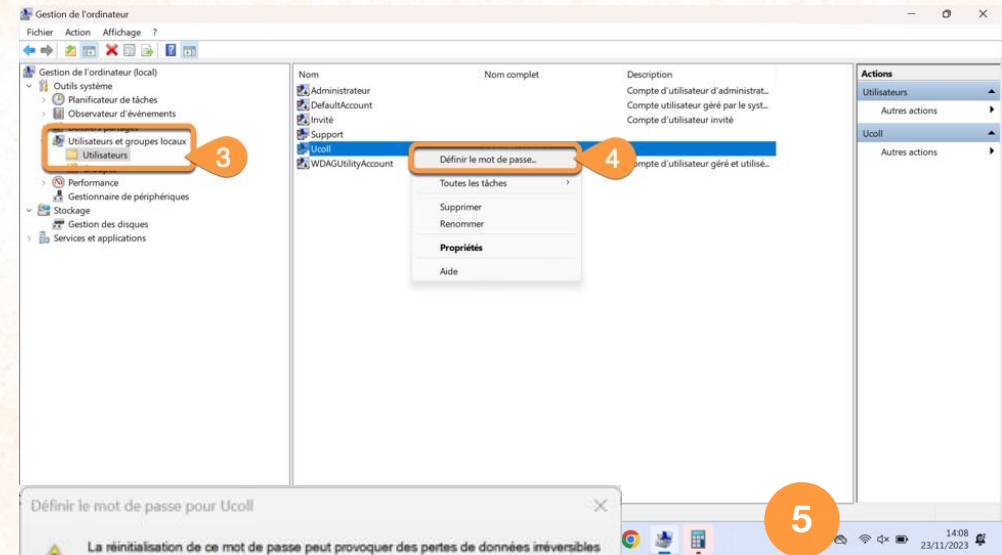 Gestion de l'ordinateur
Fichier Action Affichage ?
Gestion de l'ordinateur (local)
Outils système
Planificateur de tâches
Observateur d'événements
Dossiers partagés
Utilisateurs et groupes locaux
Utilisateurs
3
Groupes
Performance
Gestionnaire de périphériques
Stockage
Gestion des disques
Services et applications
Nom Nom complet Description
Administrateur Compte d'utilisateur d'administrat...
DefaultAccount Compte utilisateur géré par le syst...
Invité Compte d'utilisateur invité
Support
Ucoll
WDAGUtilityAccount ompte d'utilisateur géré et utilisé...
Définir le mot de passe...
4
Toutes les tâches
Supprimer
Renommer
Propriétés
Aide
Actions
Utilisateurs
Autres actions
Ucoll
Autres actions
Définir le mot de passe pour Ucoll
La réinitialisation de ce mot de passe peut provoquer des pertes de données irréversibles
5
14:08
23/11/2023